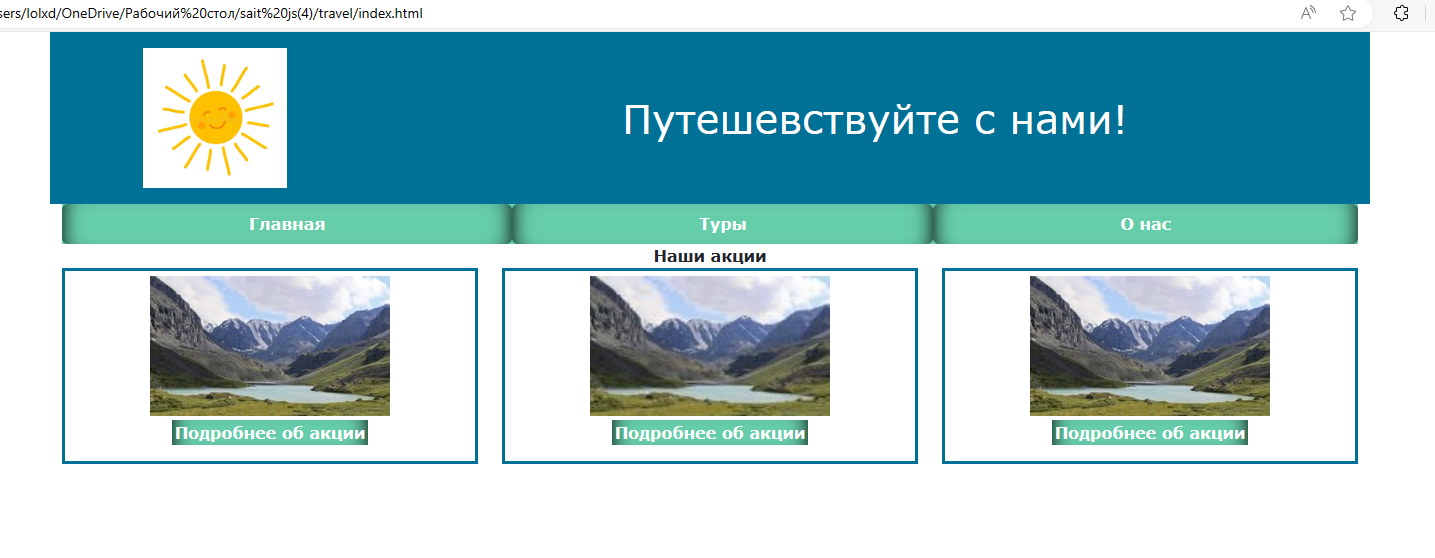 sers/lolxd/OneDrive/Рабочий%20стол/sait%20js(4)/travel/index.html
Путешевствуйте с нами!
Главная Туры О нас
Наши акции
Подробнее об акции Подробнее об акции Подробнее об акции